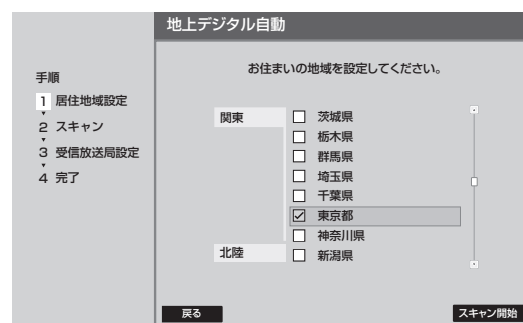 地上デジタル自動
お住まいの地域を設定してください。
手順
1 居住地域設定
2 スキャン
3 受信放送局設定
4 完了
関東 茨城県
栃木県
群馬県
埼玉県
千葉県
東京都
神奈川県
北陸 新潟県
戻る スキャン開始